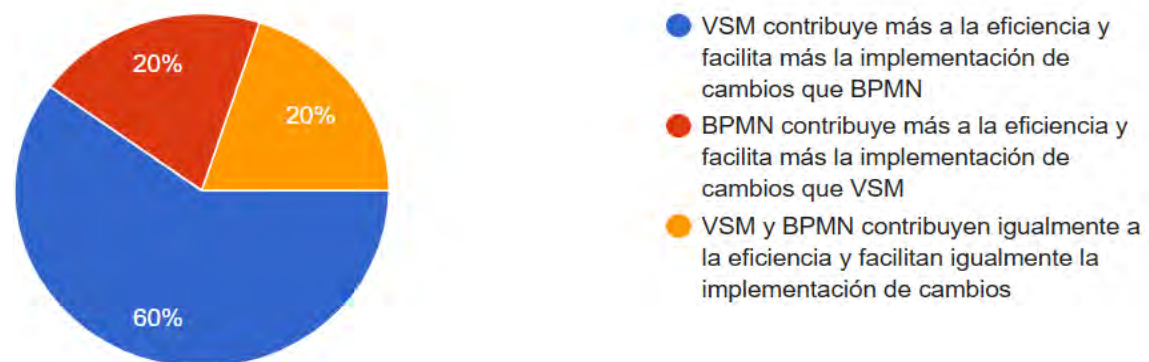 20%
20%
60%
VSM contribuye más a la eficiencia y
facilita más la implementación de
cambios que BPMN
BPMN contribuye más a la eficiencia y
facilita más la implementación de
cambios que VSM
VSM y BPMN contribuyen igualmente a
la eficiencia y facilitan igualmente la
implementación de cambios